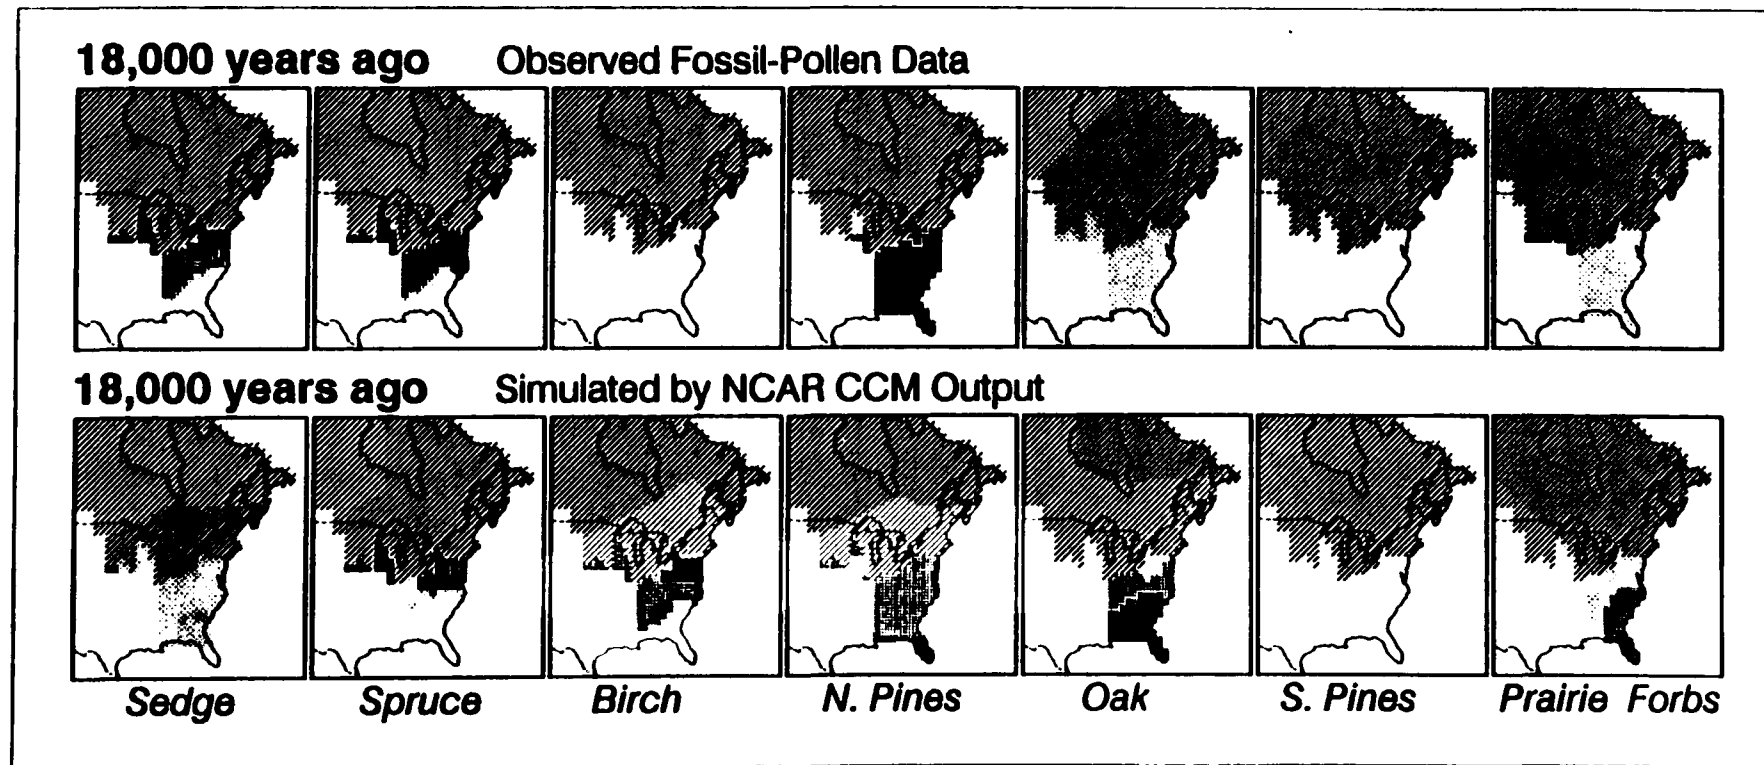 18,000 years ago Observed Fossil-Pollen Data
18,000 years ago Simulated by NCAR CCM Output
Sedge Spruce Birch N. Pines Oak S. Pines Prairie Forbs